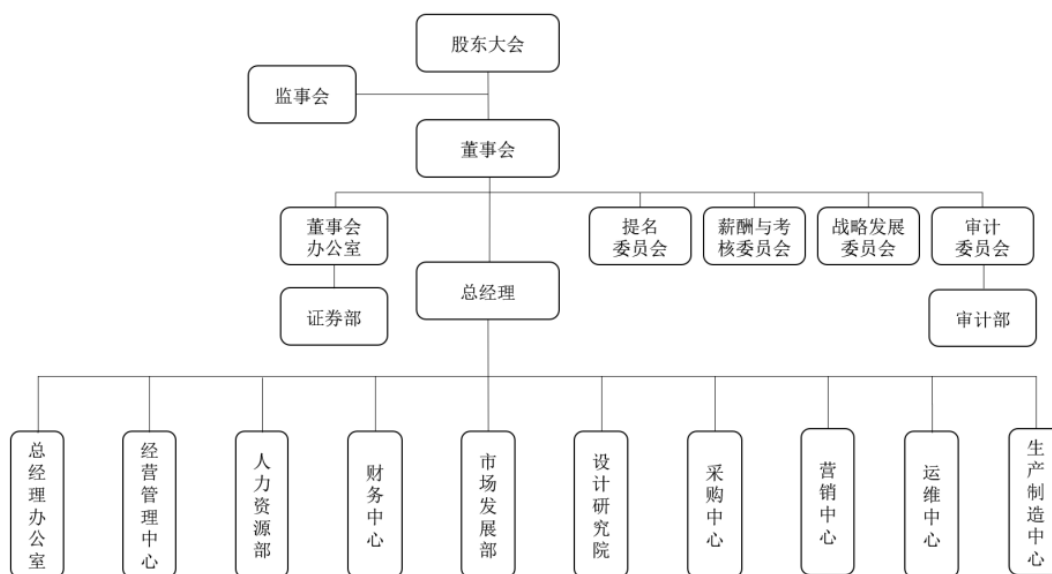 股东大会
监事会
董事会
董事会
办公室
提名
委员会
薪酬与考
核委员会
战略发展
委员会
审计
委员会
总经理
证券部
审计部
总经理办公室
经营管理中心
人力资源部
财务中心
市场发展部
设计研究院
采购中心
营销中心
运维中心
生产制造中心